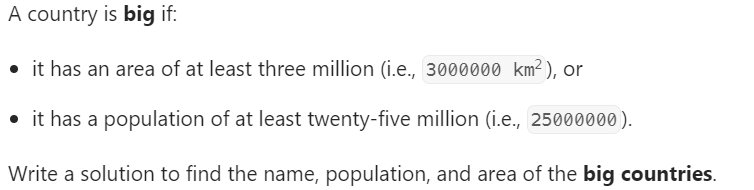 A country is big if:
• it has an area of at least three million (i.e., 3000000 km²), or
• it has a population of at least twenty-five million (i.e., 25000000).
Write a solution to find the name, population, and area of the big countries.